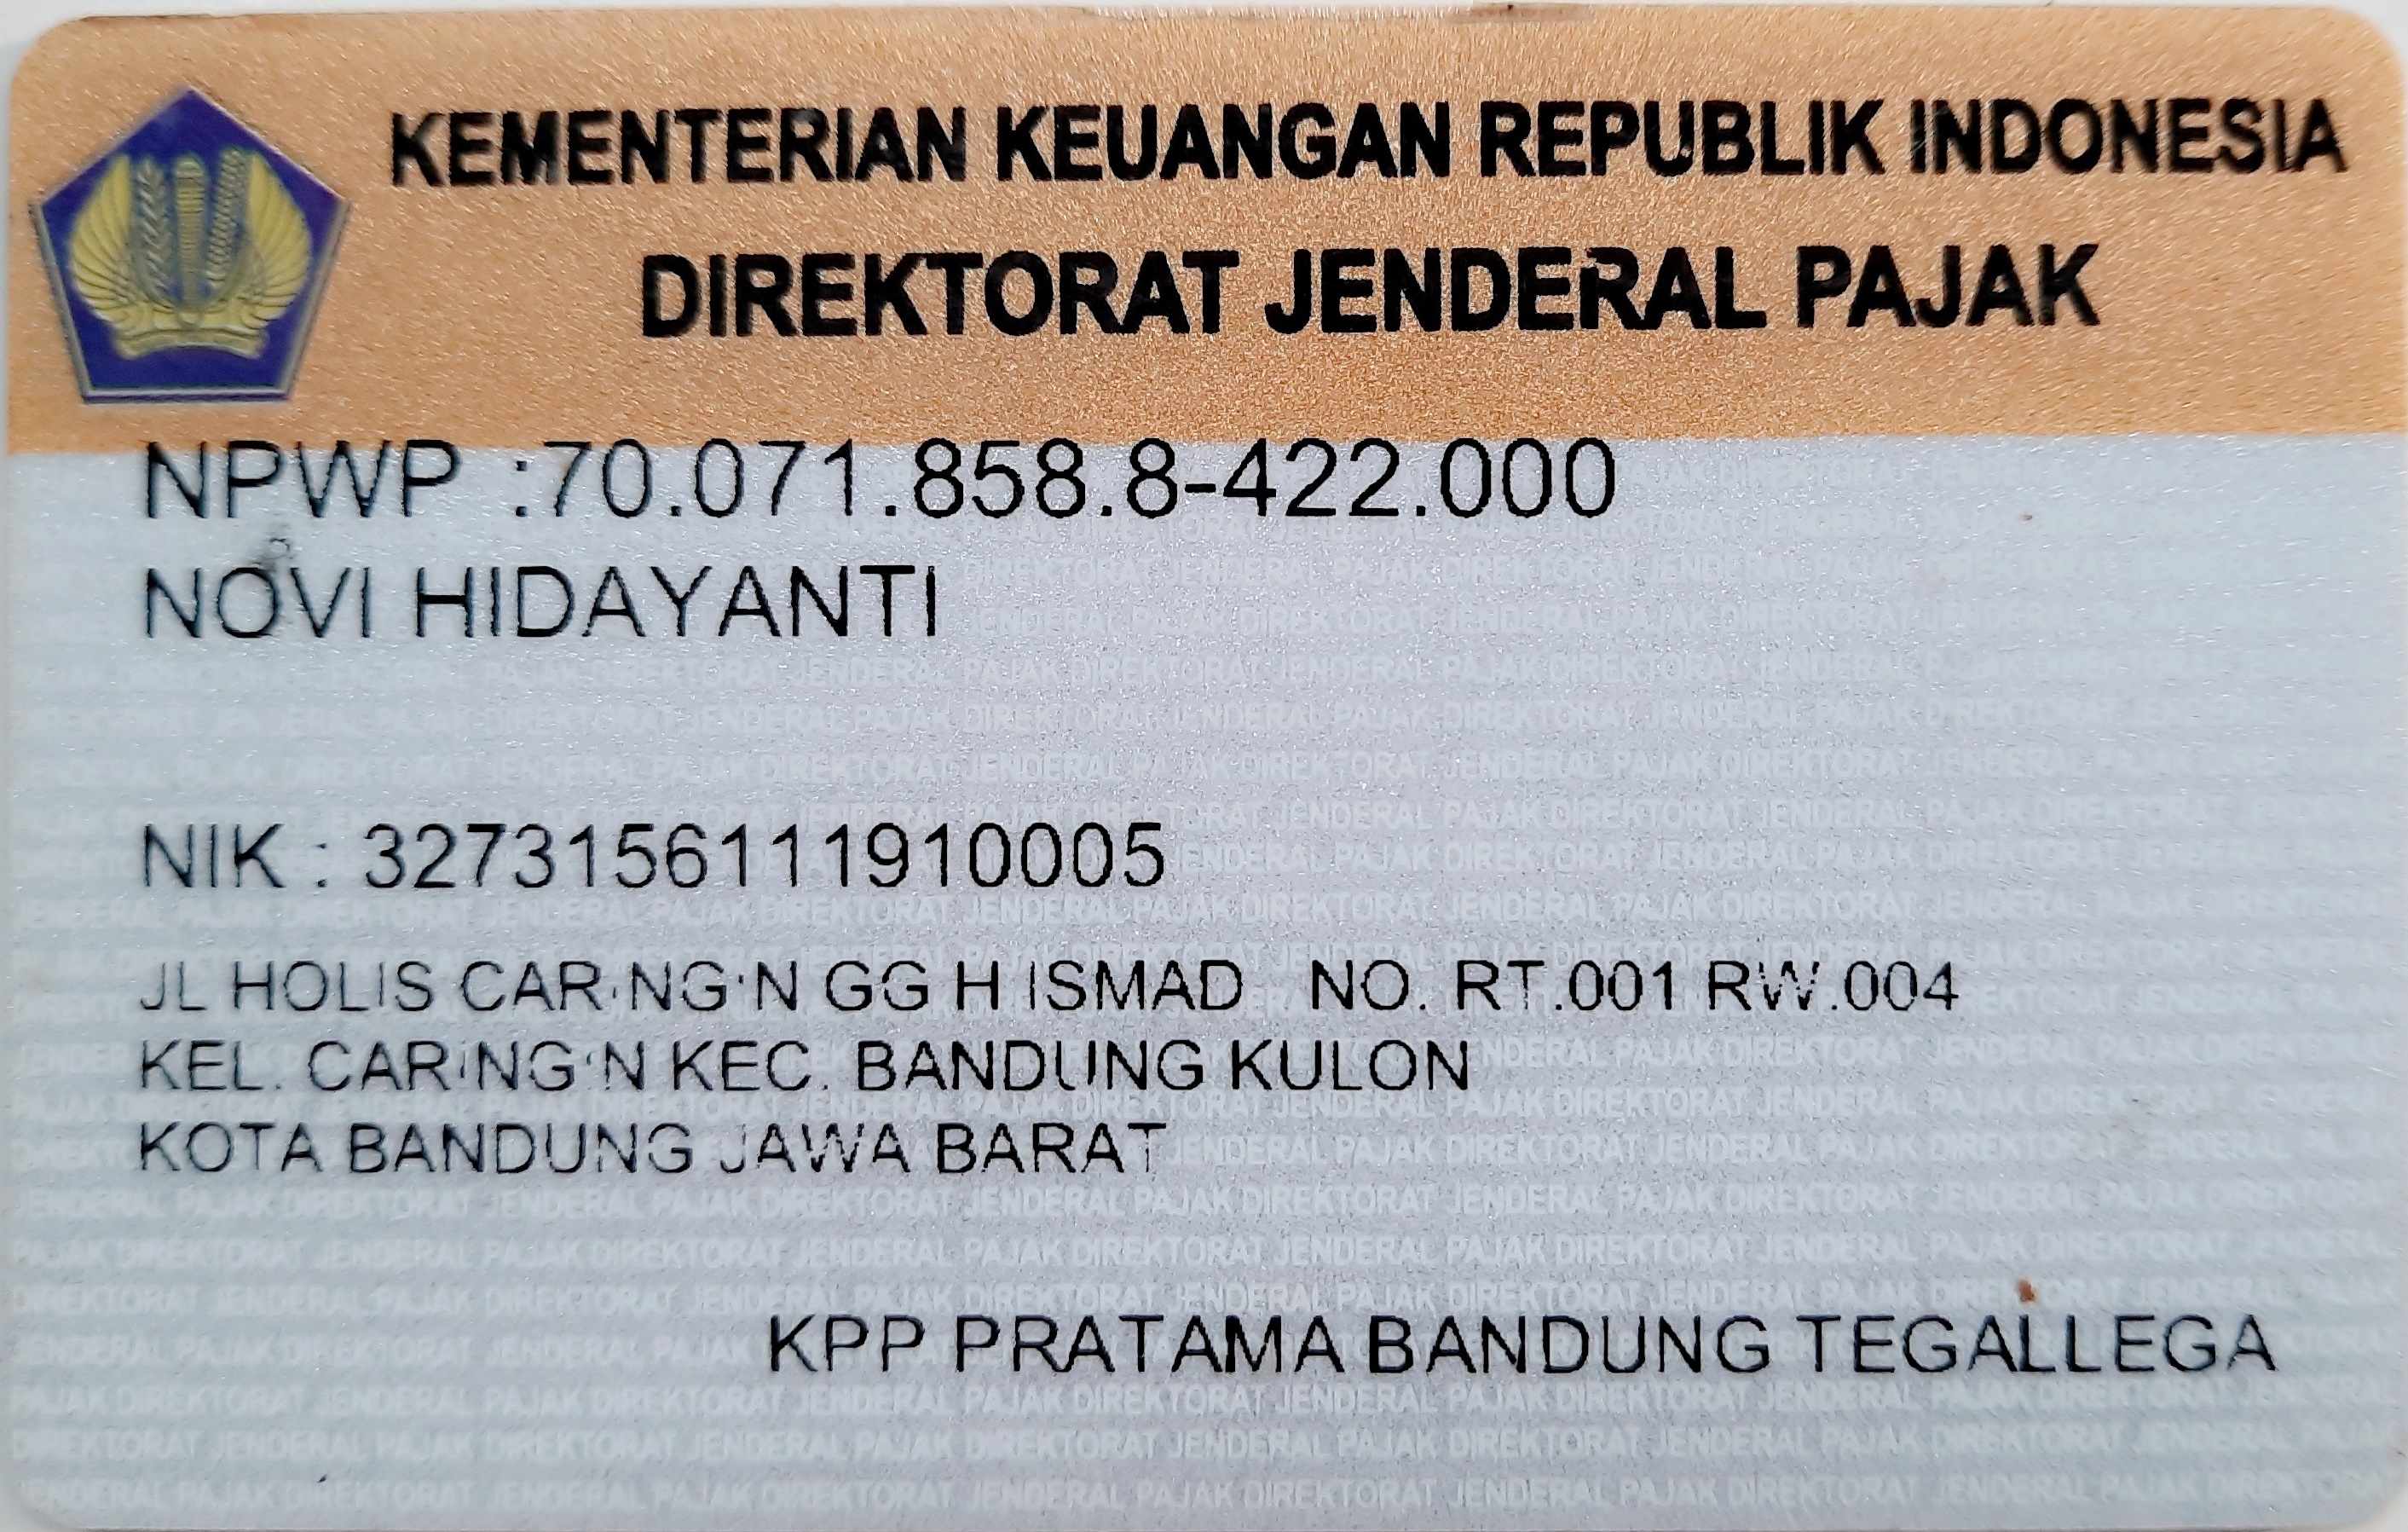 KEMENTERIAN KEUANGAN REPUBLIK INDONESIA
DIREKTORAT JENDERAL PAJAK
NPWP :70.071.858.8-422.000
NOVI HIDAYANTI
NIK : 3273156111910005
JL HOLIS CARINGIN GG H ISMAD NO. RT.001 RW.004
KEL. CARINGIN KEC. BANDUNG KULON
KOTA BANDUNG JAWA BARAT
KPP PRATAMA BANDUNG TEGALLEGA